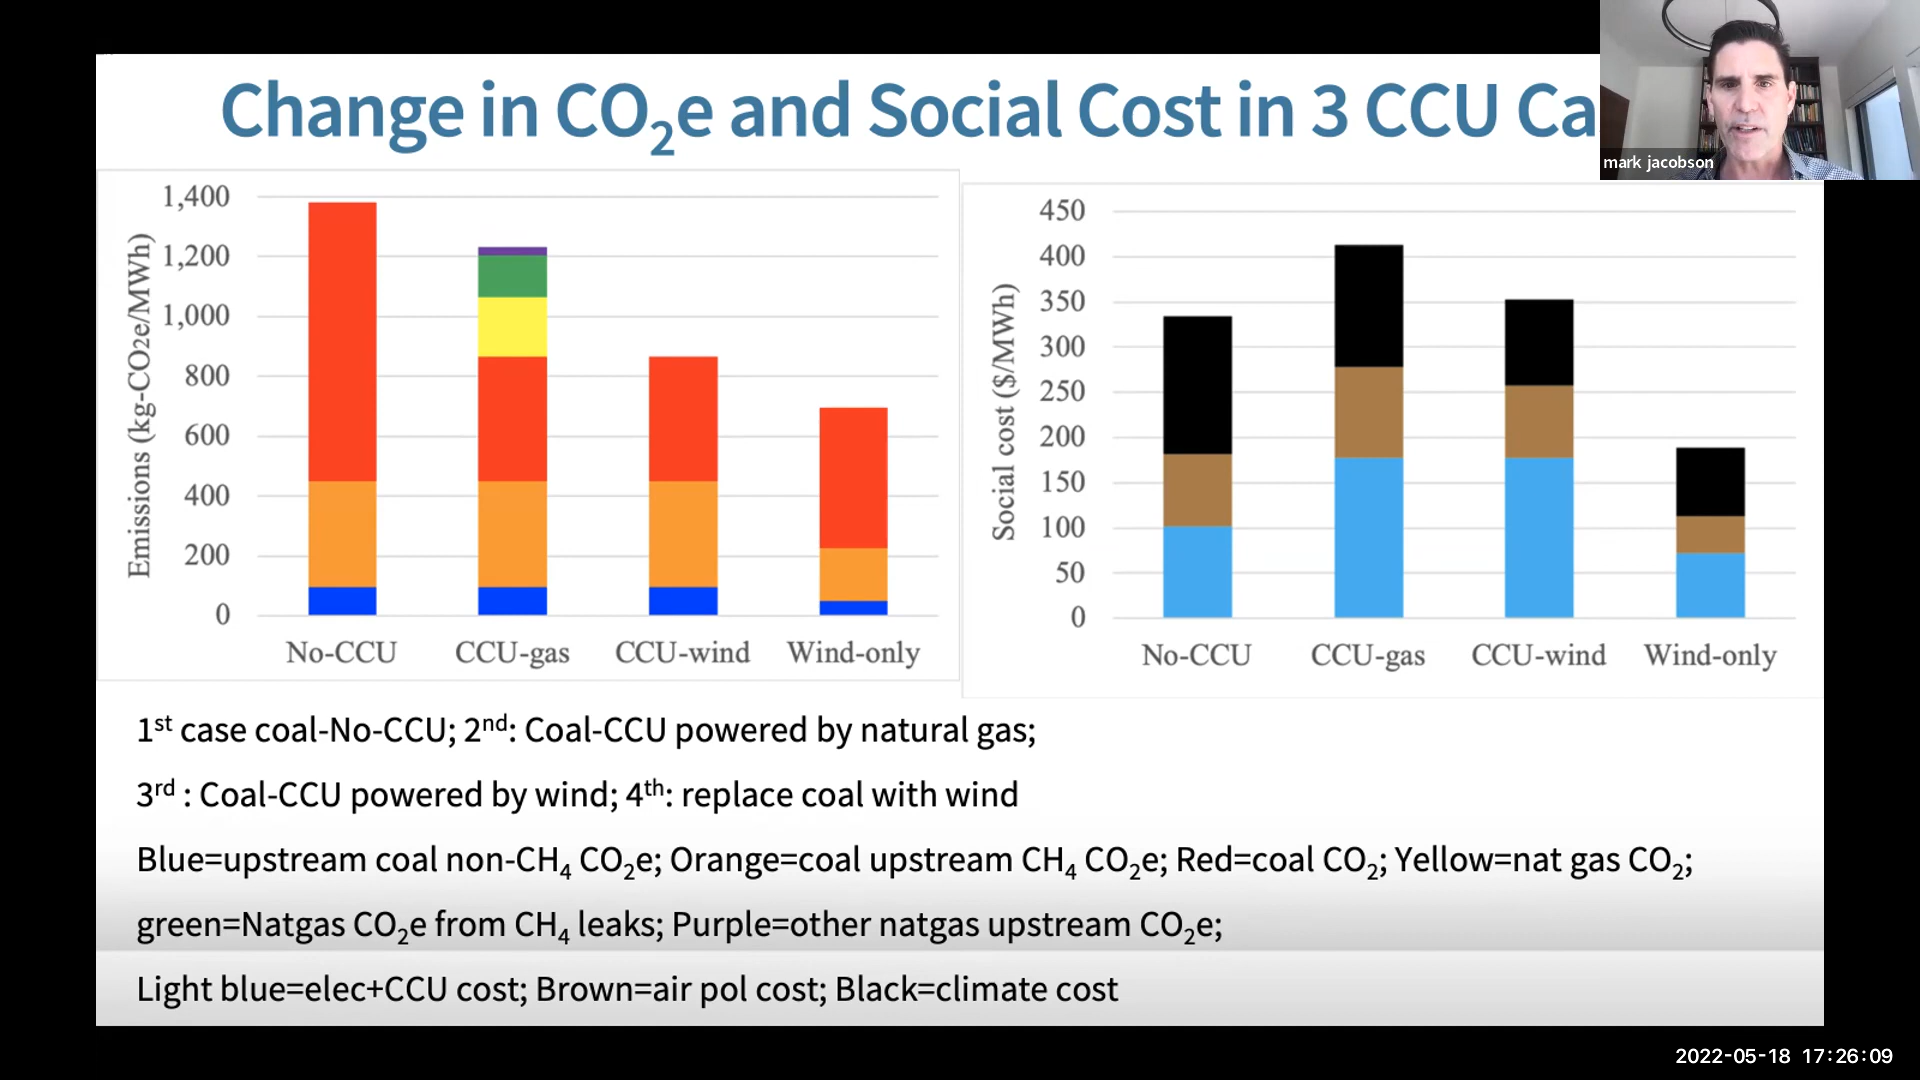 Change in CO2e and Social Cost in 3 CCU Ca
mark jacobson
Emissions (kg-CO2e/MWh)
1,400
1,200
1,000
800
600
400
200
0
No-CCU CCU-gas CCU-wind Wind-only
Social cost ($/MWh)
450
400
350
300
250
200
150
100
50
0
No-CCU CCU-gas CCU-wind Wind-only
1st case coal-No-CCU; 2nd: Coal-CCU powered by natural gas;
3rd : Coal-CCU powered by wind; 4th: replace coal with wind
Blue=upstream coal non-CH4 CO2e; Orange=coal upstream CH4 CO2e; Red=coal CO2; Yellow=nat gas CO2;
green=Natgas CO2e from CH4 leaks; Purple=other natgas upstream CO2e;
Light blue=elec+CCU cost; Brown=air pol cost; Black=climate cost
2022-05-18 17:26:09